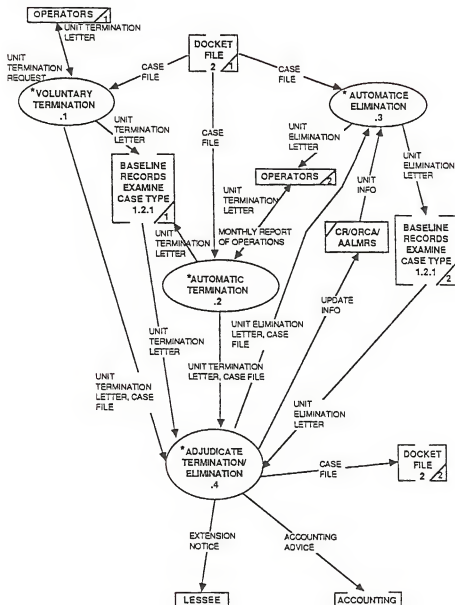 OPERATORS 1
UNIT TERMINATION
LETTER
UNIT
TERMINATION
REQUEST
DOCKET
FILE
2 1
CASE
FILE
CASE
FILE
*VOLUNTARY
TERMINATION
.1
* AUTOMATICE
ELIMINATION
.3
UNIT
TERMINATION
LETTER
CASE
FILE
UNIT
ELIMINATION
LETTER
UNIT
ELIMINATION
LETTER
BASELINE
RECORDS
EXAMINE
CASE TYPE
1.2.1
1
OPERATORS 2
UNIT
INFO
UNIT
TERMINATION
LETTER
UNIT
TERMINATION
LETTER
MONTHLY REPORT
OF OPERATIONS
CR/ORCA/
AALMRS
BASELINE
RECORDS
EXAMINE
CASE TYPE
1.2.1
2
*AUTOMATIC
TERMINATION
.2
UPDATE
INFO
UNIT
TERMINATION
LETTER
UNIT ELIMINATION
LETTER, CASE
FILE
UNIT TERMINATION
LETTER, CASE FILE
UNIT
TERMINATION
LETTER, CASE
FILE
UNIT
ELIMINATION
LETTER
*ADJUDICATE
TERMINATION/
ELIMINATION
.4
CASE
FILE
DOCKET
FILE
2 2
EXTENSION
NOTICE
ACCOUNTING
ADVICE
LESSEE
ACCOUNTING